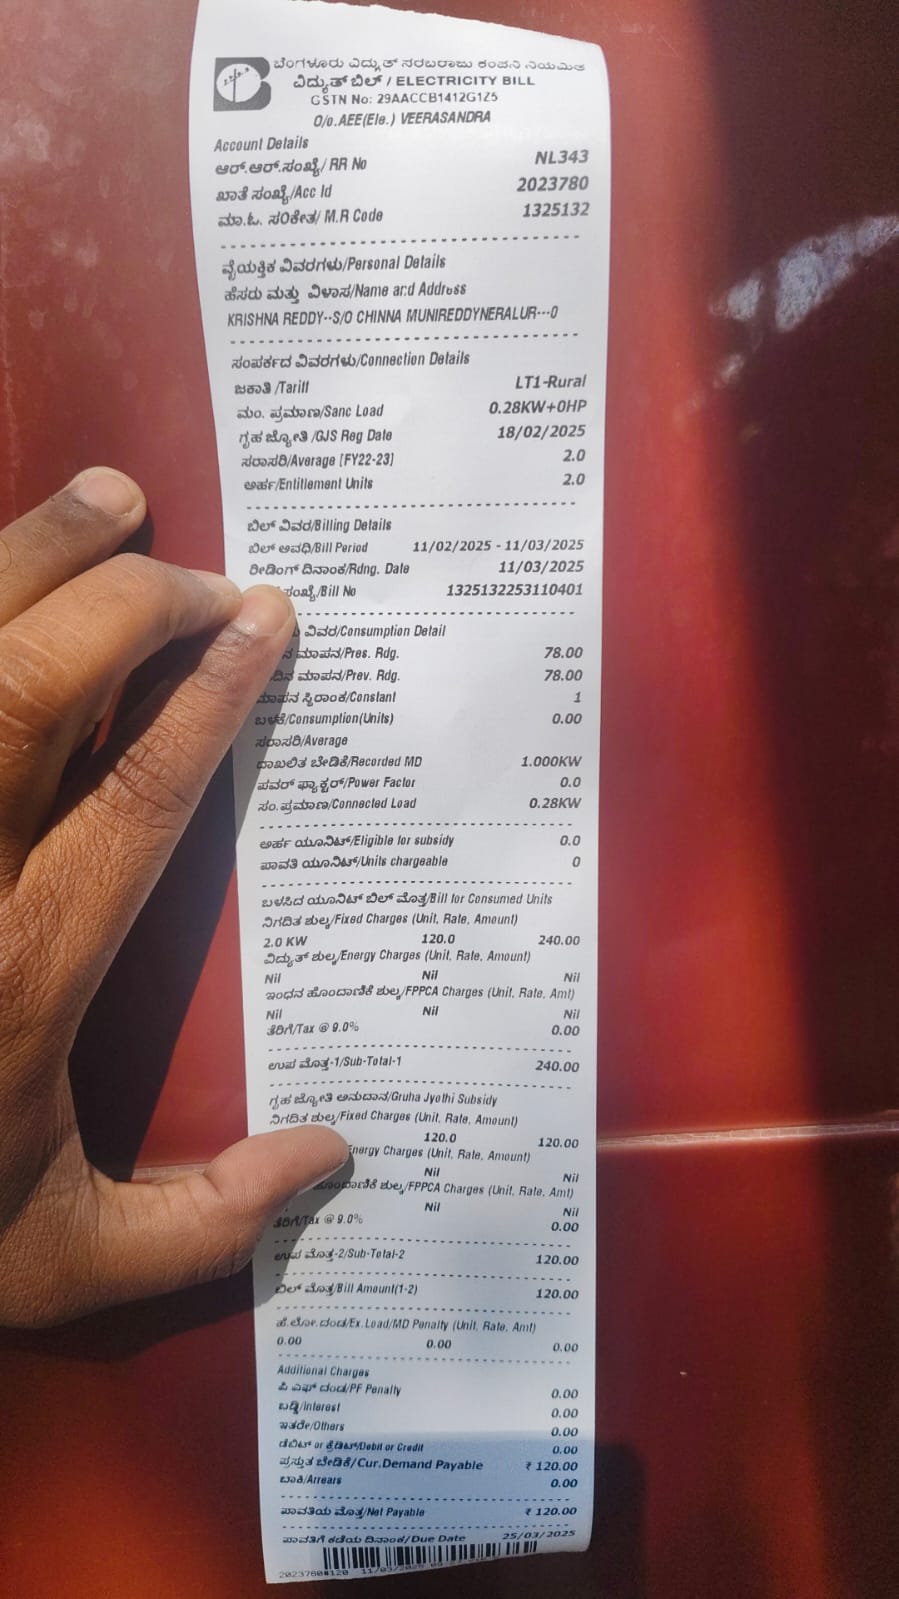 ಬೆಂಗಳೂರು ವಿದ್ಯುತ್ ಸರಬರಾಜು ಕಂಪನಿ ನಿಯಮಿತ
ವಿದ್ಯುತ್ ಬಿಲ್ / ELECTRICITY BILL
GSTN No: 29AACCB1412G1Z5
O/o.AEE(Ele.) VEERASANDRA
Account Details
ಆರ್.ಆರ್.ಸಂಖ್ಯೆ/ RR No NL343
ಖಾತೆ ಸಂಖ್ಯೆ/Acc Id 2023780
ಮಾ.ಓ. ಸಂಕೇತ/ M.R Code 1325132
ವೈಯಕ್ತಿಕ ವಿವರಗಳು/Personal Details
ಹೆಸರು ಮತ್ತು ವಿಳಾಸ/Name and Address
KRISHNA REDDY--S/O CHINNA MUNIREDDYNERALUR---0
ಸಂಪರ್ಕದ ವಿವರಗಳು/Connection Details
ಜಕಾತಿ /Tariff LT1-Rural
ಮಂ. ಪ್ರಮಾಣ/Sanc Load 0.28KW+0HP
ಗೃಹ ಜ್ಯೋತಿ /GJS Reg Date 18/02/2025
ಸರಾಸರಿ/Average [FY22-23] 2.0
ಅರ್ಹ/Entitlement Units 2.0
ಬಿಲ್ ವಿವರ/Billing Details
ಬಿಲ್ ಅವಧಿ/Bill Period 11/02/2025 - 11/03/2025
ರೀಡಿಂಗ್ ದಿನಾಂಕ/Rdng. Date 11/03/2025
ಸಂಖ್ಯೆ/Bill No 1325132253110401
ವಿವರ/Consumption Detail
ಮಾಪನ/Pres. Rdg. 78.00
ಮಾಪನ/Prev. Rdg. 78.00
ಮಾಪನ ಸ್ಥಿರಾಂಕ/Constant 1
ಬಳಕೆ/Consumption(Units) 0.00
ಸರಾಸರಿ/Average
ದಾಖಲಿತ ಬೇಡಿಕೆ/Recorded MD 1.000KW
ಪವರ್ ಫ್ಯಾಕ್ಟರ್/Power Factor 0.0
ಸಂ.ಪ್ರಮಾಣ/Connected Load 0.28KW
ಅರ್ಹ ಯೂನಿಟ್/Eligible for subsidy 0.0
ಪಾವತಿ ಯೂನಿಟ್/Units chargeable 0
ಬಳಸಿದ ಯೂನಿಟ್ ಬಿಲ್ ಮೊತ್ತ/Bill for Consumed Units
ನಿಗದಿತ ಶುಲ್ಕ/Fixed Charges (Unit, Rate, Amount)
2.0 KW 120.0 240.00
ವಿದ್ಯುತ್ ಶುಲ್ಕ/Energy Charges (Unit, Rate, Amount)
Nil Nil Nil
ಇಂಧನ ಹೊಂದಾಣಿಕೆ ಶುಲ್ಕ/FPPCA Charges (Unit, Rate, Amt)
Nil Nil Nil
ತೆರಿಗೆ/Tax @ 9.0% 0.00
ಉಪ ಮೊತ್ತ-1/Sub-Total-1 240.00
ಗೃಹ ಜ್ಯೋತಿ ಅನುದಾನ/Gruha Jyothi Subsidy
ನಿಗದಿತ ಶುಲ್ಕ/Fixed Charges (Unit, Rate, Amount)
120.0 120.00
Energy Charges (Unit, Rate, Amount)
Nil Nil
ಶುಲ್ಕ/FPPCA Charges (Unit, Rate, Amt)
Nil Nil
ತೆರಿಗೆ/Tax @ 9.0% 0.00
ಉಪ ಮೊತ್ತ-2/Sub-Total-2 120.00
ಬಿಲ್ ಮೊತ್ತ/Bill Amount(1-2) 120.00
ಹೆ.ಲೋ.ದಂಡ/Ex.Load/MD Penalty (Unit, Rate, Amt)
0.00 0.00 0.00
Additional Charges
ಪಿ ಎಫ್ ದಂಡ/PF Penalty 0.00
ಬಡ್ಡಿ/Interest 0.00
ಇತರೇ/Others 0.00
ಡೆಬಿಟ್ or ಕ್ರೆಡಿಟ್/Debit or Credit 0.00
ಪ್ರಸ್ತುತ ಬೇಡಿಕೆ/Cur.Demand Payable ₹ 120.00
ಬಾಕಿ/Arrears 0.00
ಪಾವತಿಯ ಮೊತ್ತ/Net Payable ₹ 120.00
ಪಾವತಿಗೆ ಕಡೆಯ ದಿನಾಂಕ/Due Date 25/03/2025
2023780#120 11/03/2025